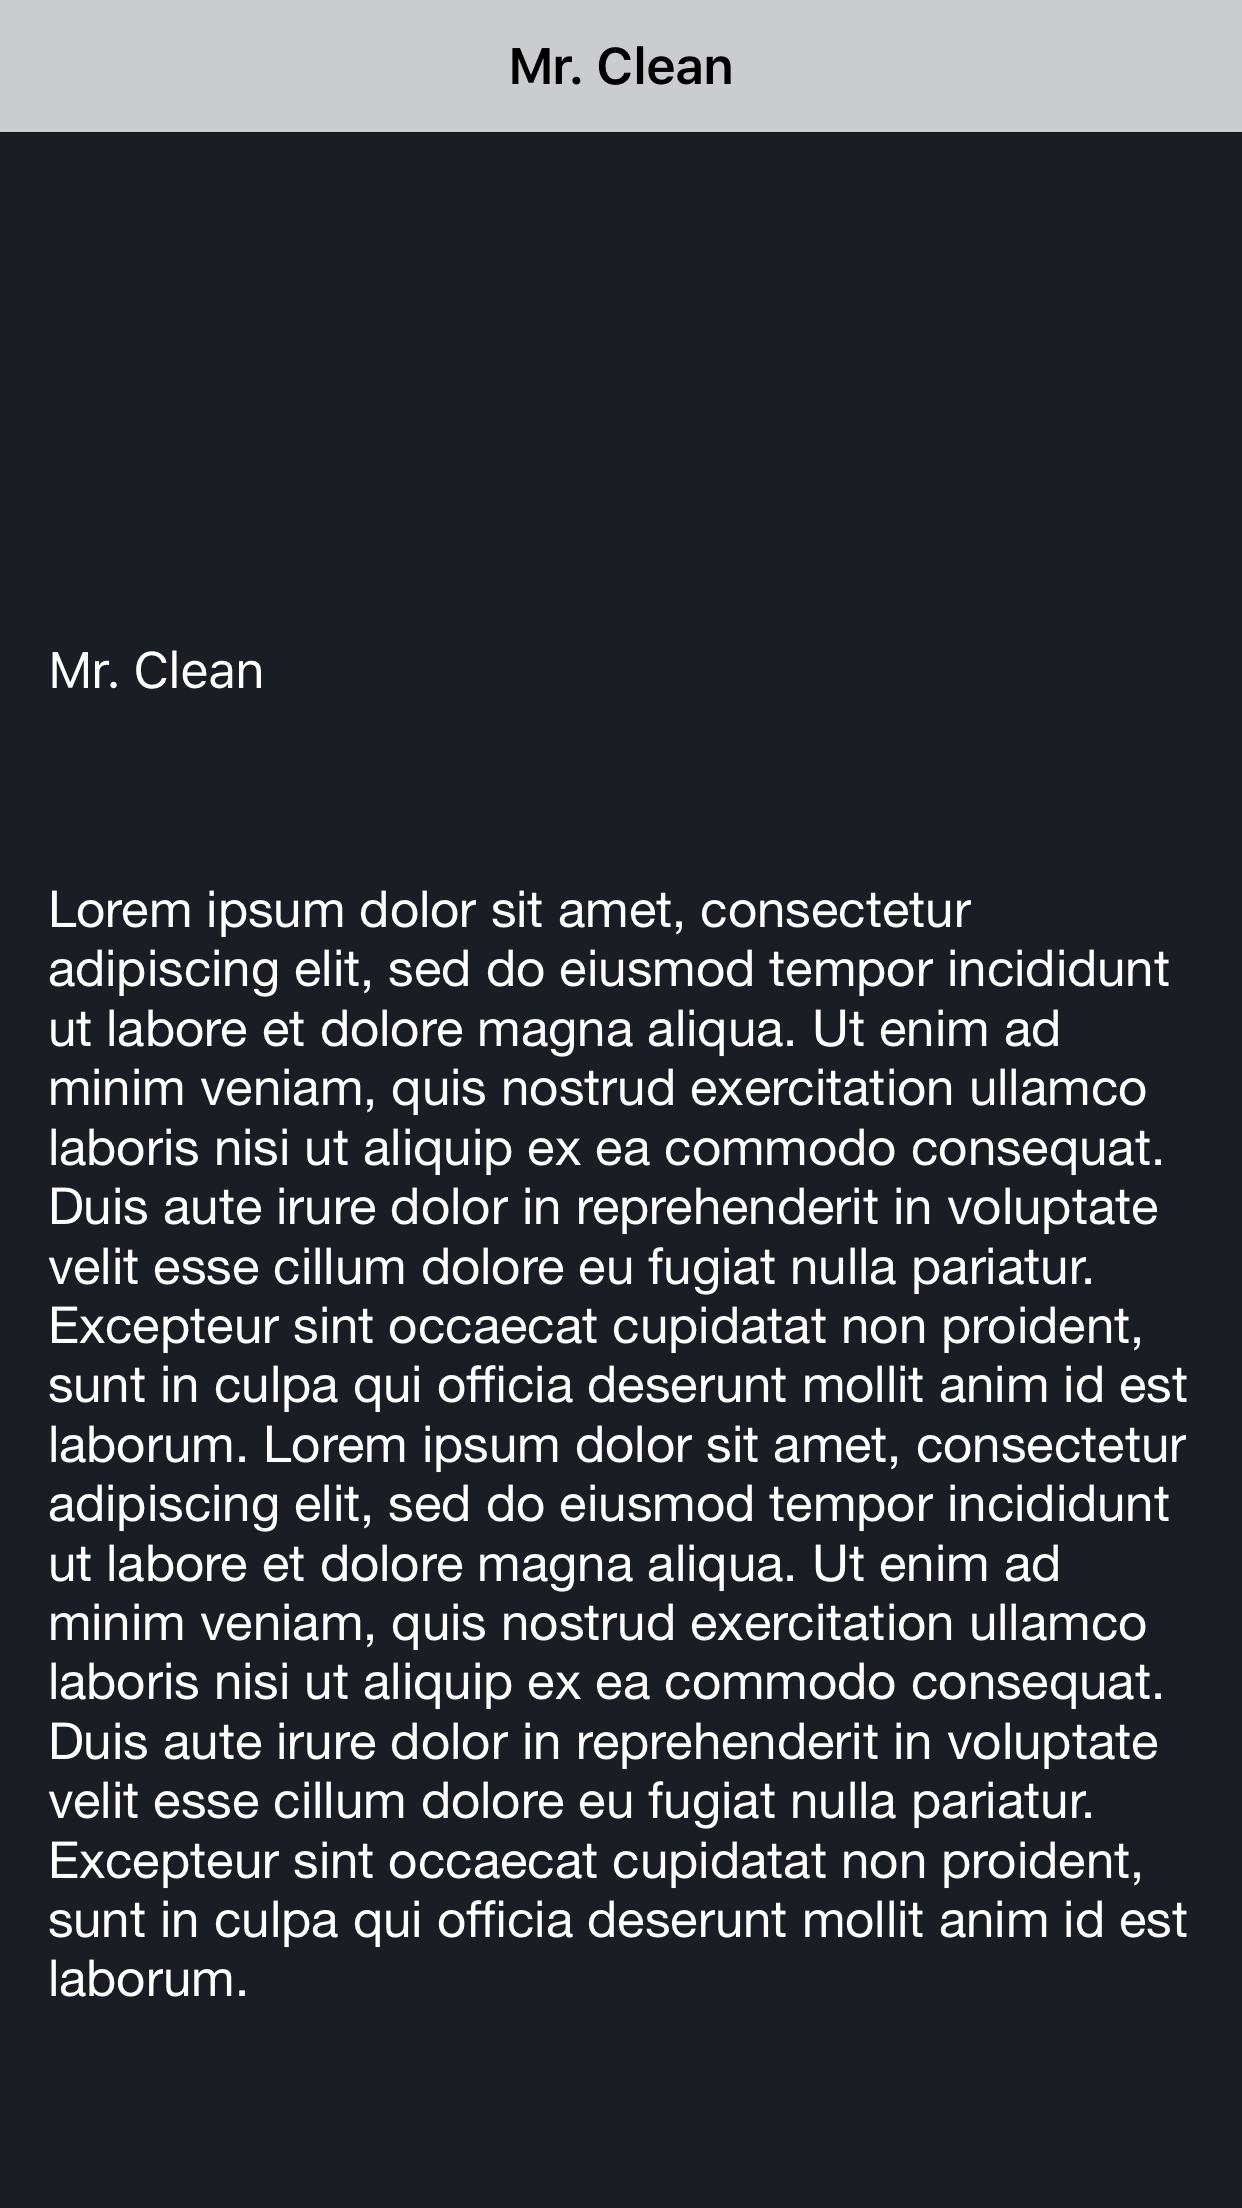 Mr. Clean
Mr. Clean
Lorem ipsum dolor sit amet, consectetur
adipiscing elit, sed do eiusmod tempor incididunt
ut labore et dolore magna aliqua. Ut enim ad
minim veniam, quis nostrud exercitation ullamco
laboris nisi ut aliquip ex ea commodo consequat.
Duis aute irure dolor in reprehenderit in voluptate
velit esse cillum dolore eu fugiat nulla pariatur.
Excepteur sint occaecat cupidatat non proident,
sunt in culpa qui officia deserunt mollit anim id est
laborum. Lorem ipsum dolor sit amet, consectetur
adipiscing elit, sed do eiusmod tempor incididunt
ut labore et dolore magna aliqua. Ut enim ad
minim veniam, quis nostrud exercitation ullamco
laboris nisi ut aliquip ex ea commodo consequat.
Duis aute irure dolor in reprehenderit in voluptate
velit esse cillum dolore eu fugiat nulla pariatur.
Excepteur sint occaecat cupidatat non proident,
sunt in culpa qui officia deserunt mollit anim id est
laborum.